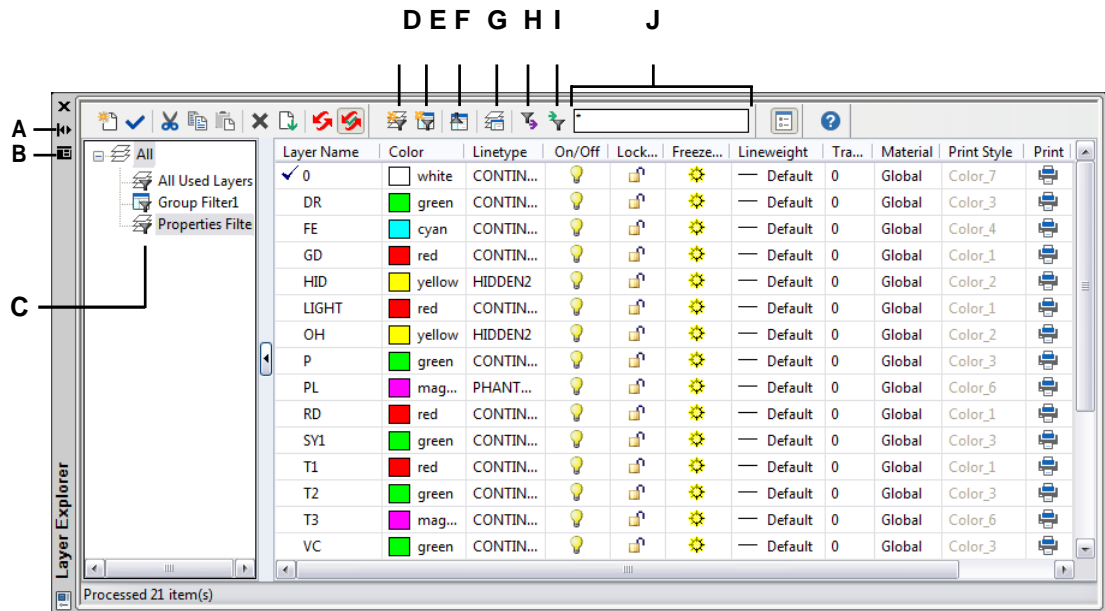 D E F G H I J
A
B
C
*
All
All Used Layers
Group Filter1
Properties Filte
Layer Name Color Linetype On/Off Lock... Freeze... Lineweight Tra... Material Print Style Print
0 white CONTIN... Default 0 Global Color_7
DR green CONTIN... Default 0 Global Color_3
FE cyan CONTIN... Default 0 Global Color_4
GD red CONTIN... Default 0 Global Color_1
HID yellow HIDDEN2 Default 0 Global Color_2
LIGHT red CONTIN... Default 0 Global Color_1
OH yellow HIDDEN2 Default 0 Global Color_2
P green CONTIN... Default 0 Global Color_3
PL mag... PHANT... Default 0 Global Color_6
RD red CONTIN... Default 0 Global Color_1
SY1 green CONTIN... Default 0 Global Color_3
T1 red CONTIN... Default 0 Global Color_1
T2 green CONTIN... Default 0 Global Color_3
T3 mag... CONTIN... Default 0 Global Color_6
VC green CONTIN... Default 0 Global Color_3
Layer Explorer
Processed 21 item(s)